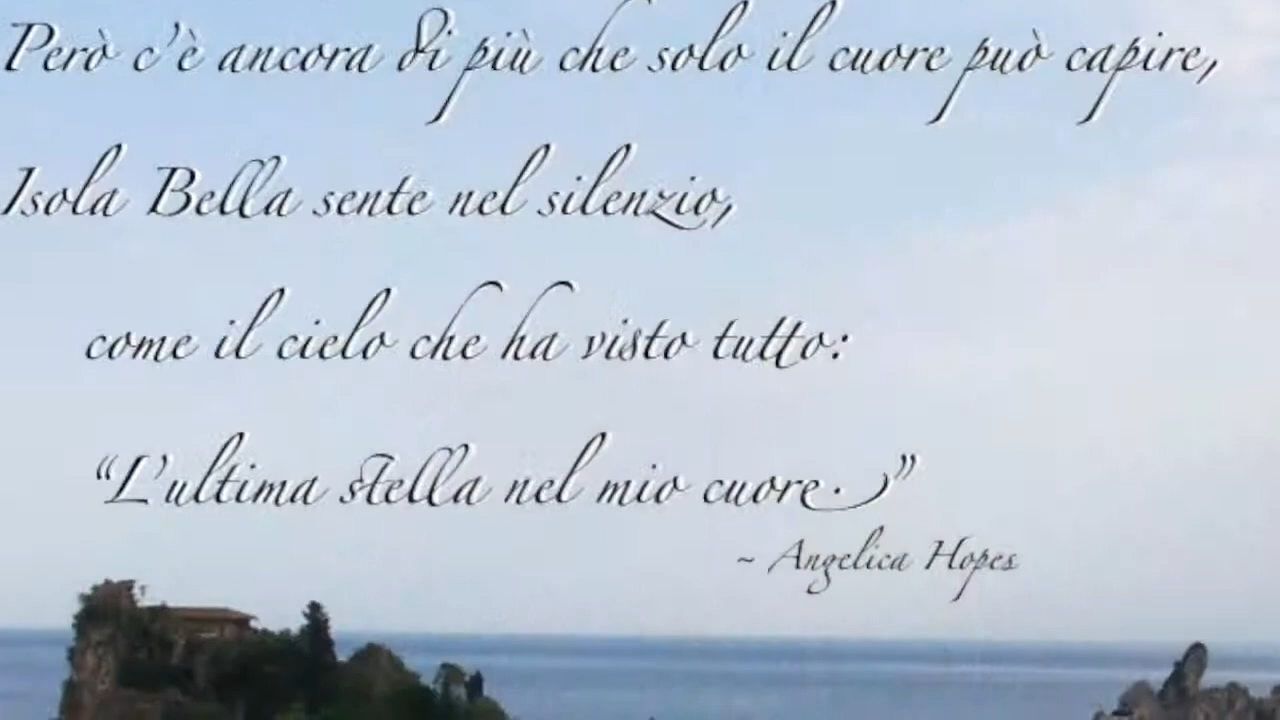 Però c'è ancora di più che solo il cuore può capire,
Isola Bella sente nel silenzio,
come il cielo che ha visto tutto:
“L'ultima stella nel mio cuore.”
~ Angelica Hopes